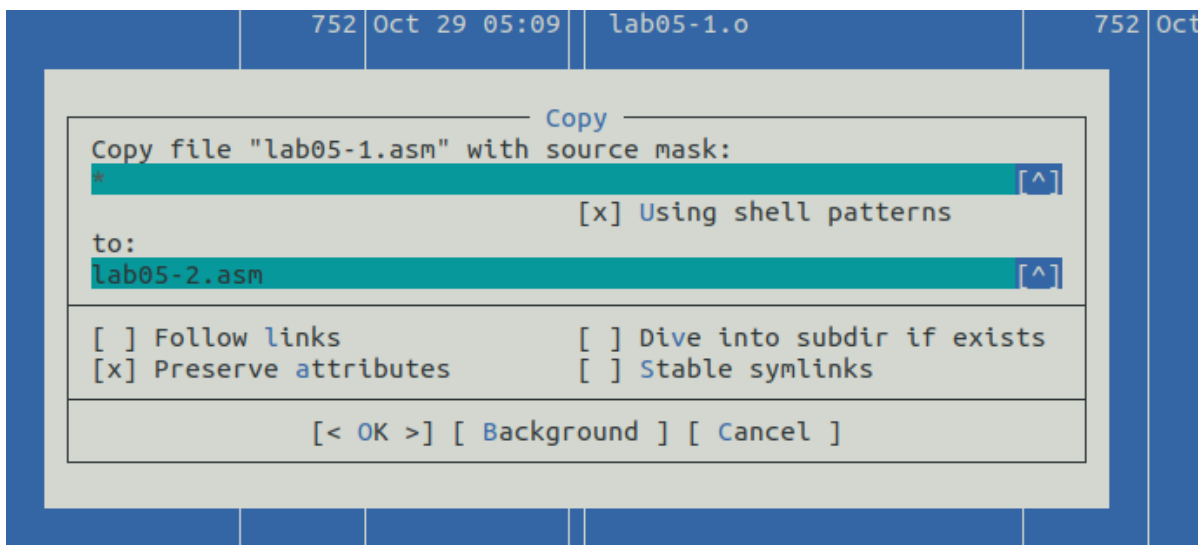 752 Oct 29 05:09 lab05-1.o 752 Oct
Copy
Copy file "lab05-1.asm" with source mask:
* [^]
[x] Using shell patterns
to:
lab05-2.asm [^]
[ ] Follow links [ ] Dive into subdir if exists
[x] Preserve attributes [ ] Stable symlinks
[< OK >] [ Background ] [ Cancel ]